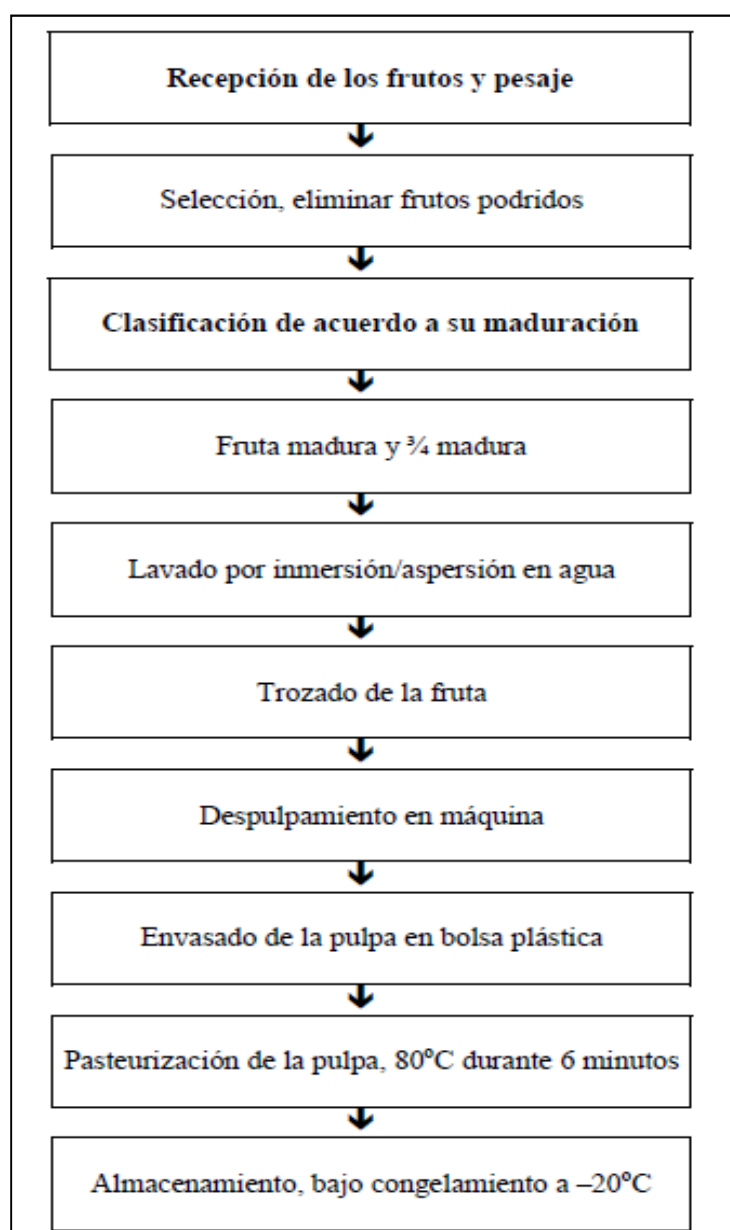 Recepción de los frutos y pesaje
Selección, eliminar frutos podridos
Clasificación de acuerdo a su maduración
Fruta madura y ¾ madura
Lavado por inmersión/aspersión en agua
Trozado de la fruta
Despulpamiento en máquina
Envasado de la pulpa en bolsa plástica
Pasteurización de la pulpa, 80ºC durante 6 minutos
Almacenamiento, bajo congelamiento a –20ºC